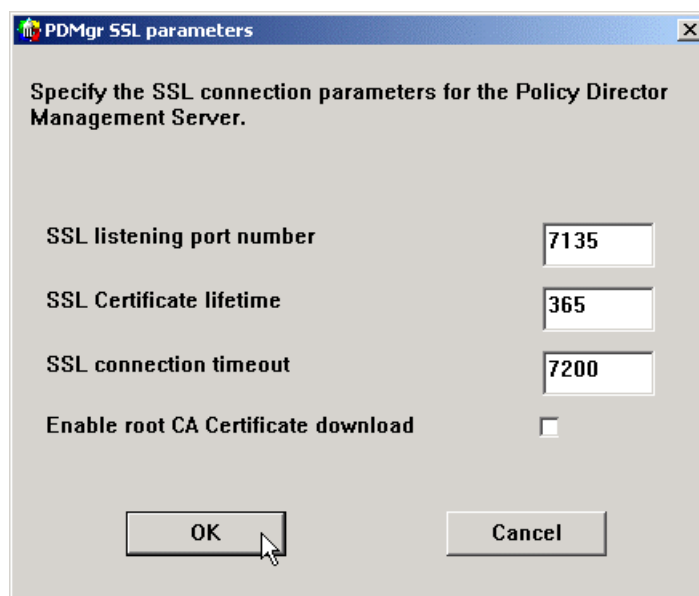 PDMgr SSL parameters
Specify the SSL connection parameters for the Policy Director
Management Server.
SSL listening port number 7135
SSL Certificate lifetime 365
SSL connection timeout 7200
Enable root CA Certificate download
OK Cancel